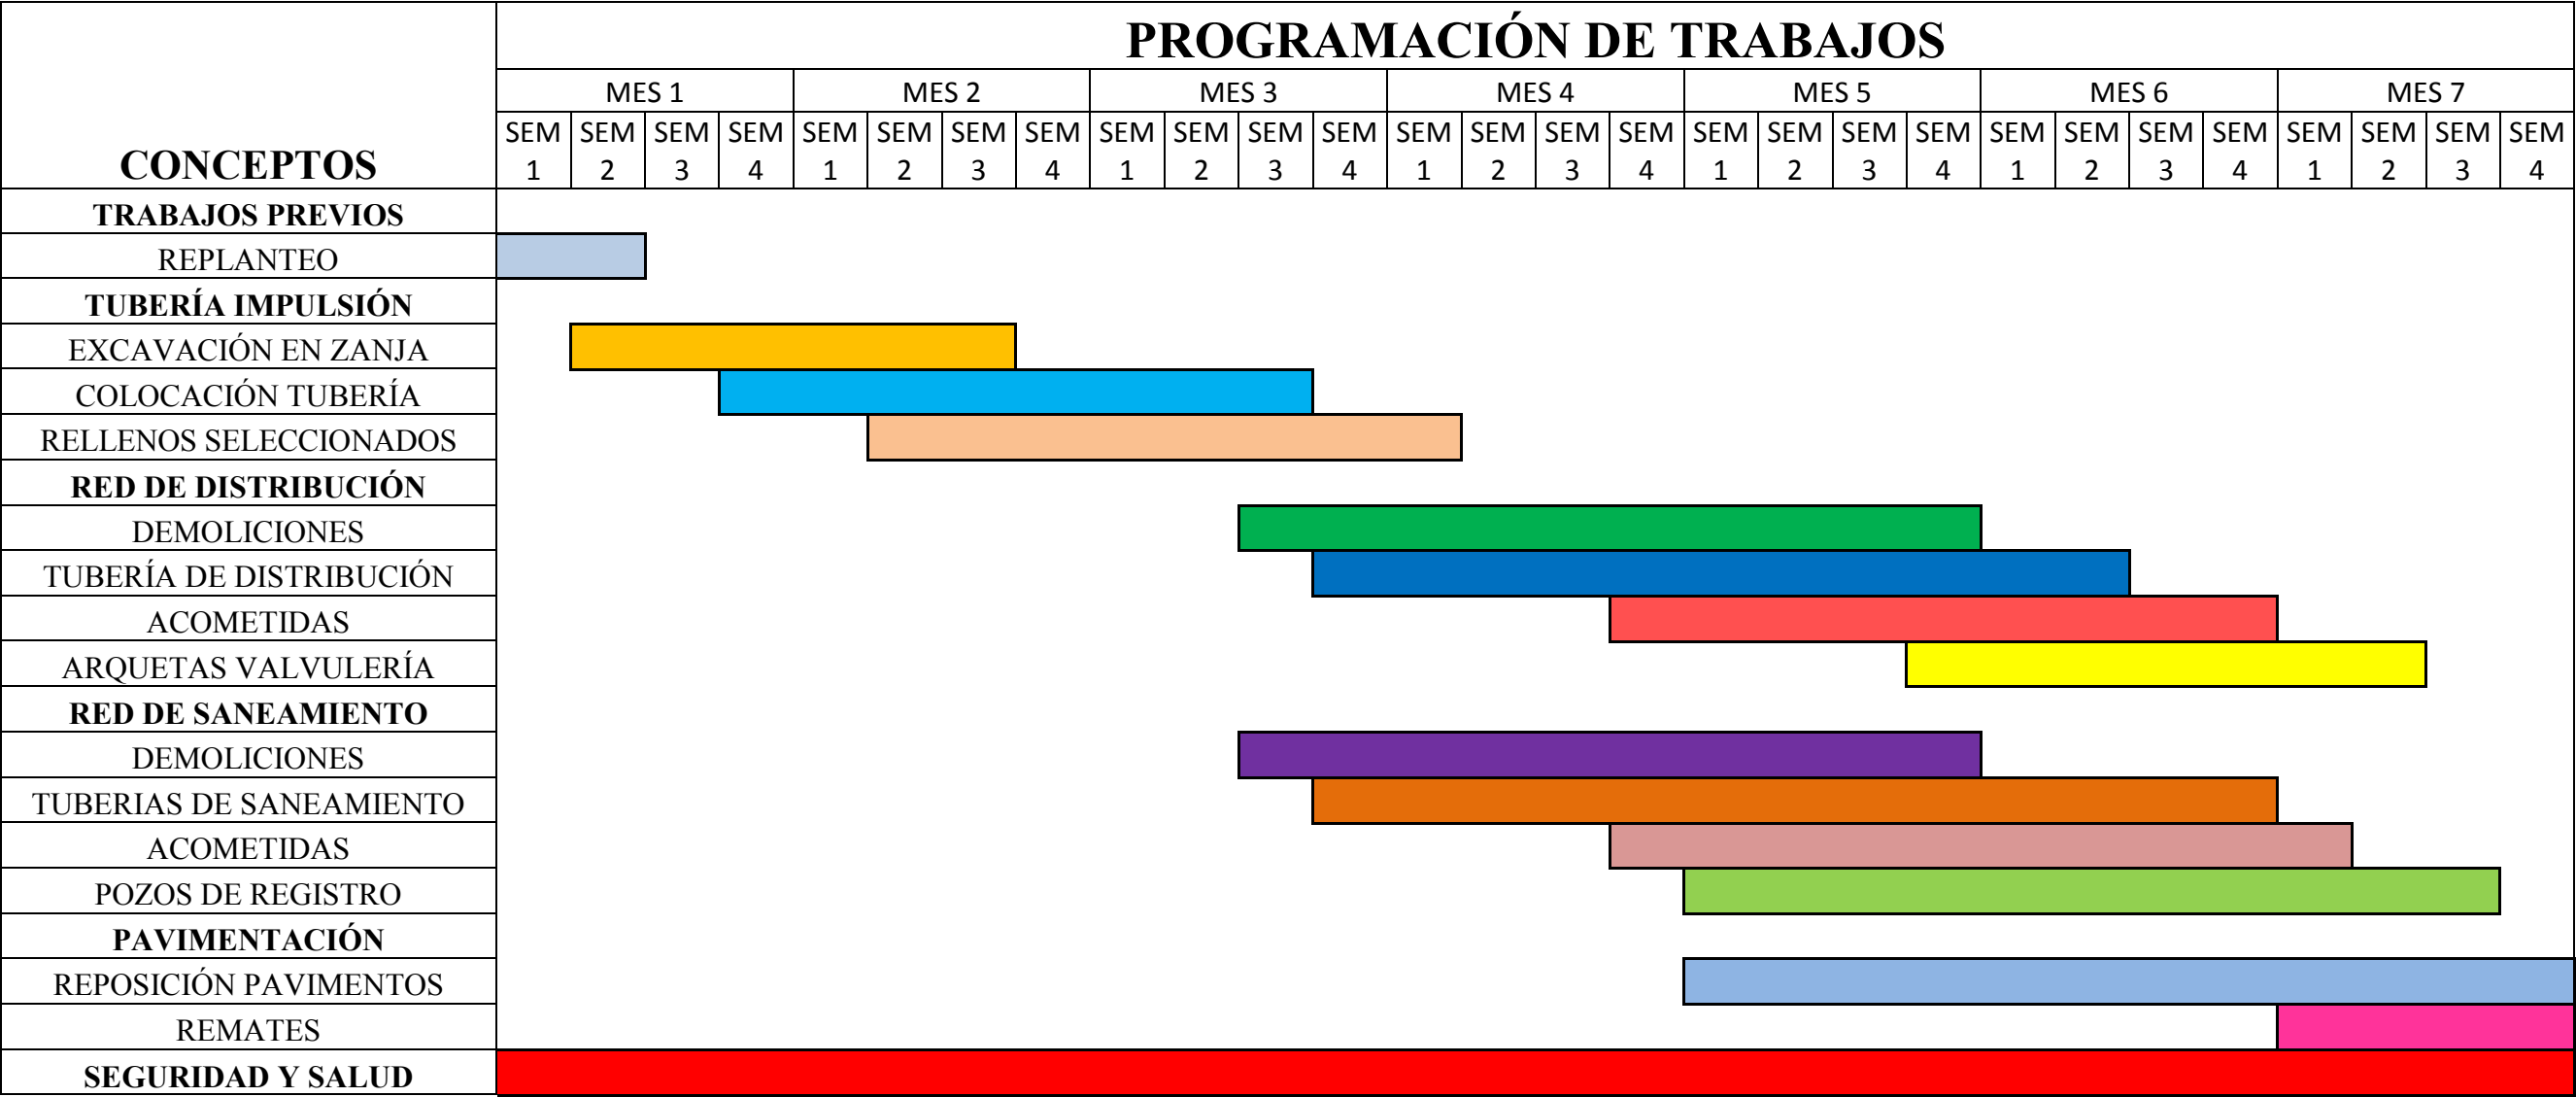 PROGRAMACIÓN DE TRABAJOS
MES 1 MES 2 MES 3 MES 4 MES 5 MES 6 MES 7
SEM SEM SEM SEM SEM SEM SEM SEM SEM SEM SEM SEM SEM SEM SEM SEM SEM SEM SEM SEM SEM SEM SEM SEM SEM SEM SEM SEM
CONCEPTOS 1 2 3 4 1 2 3 4 1 2 3 4 1 2 3 4 1 2 3 4 1 2 3 4 1 2 3 4
TRABAJOS PREVIOS
REPLANTEO
TUBERÍA IMPULSIÓN
EXCAVACIÓN EN ZANJA
COLOCACIÓN TUBERÍA
RELLENOS SELECCIONADOS
RED DE DISTRIBUCIÓN
DEMOLICIONES
TUBERÍA DE DISTRIBUCIÓN
ACOMETIDAS
ARQUETAS VALVULERÍA
RED DE SANEAMIENTO
DEMOLICIONES
TUBERIAS DE SANEAMIENTO
ACOMETIDAS
POZOS DE REGISTRO
PAVIMENTACIÓN
REPOSICIÓN PAVIMENTOS
REMATES
SEGURIDAD Y SALUD